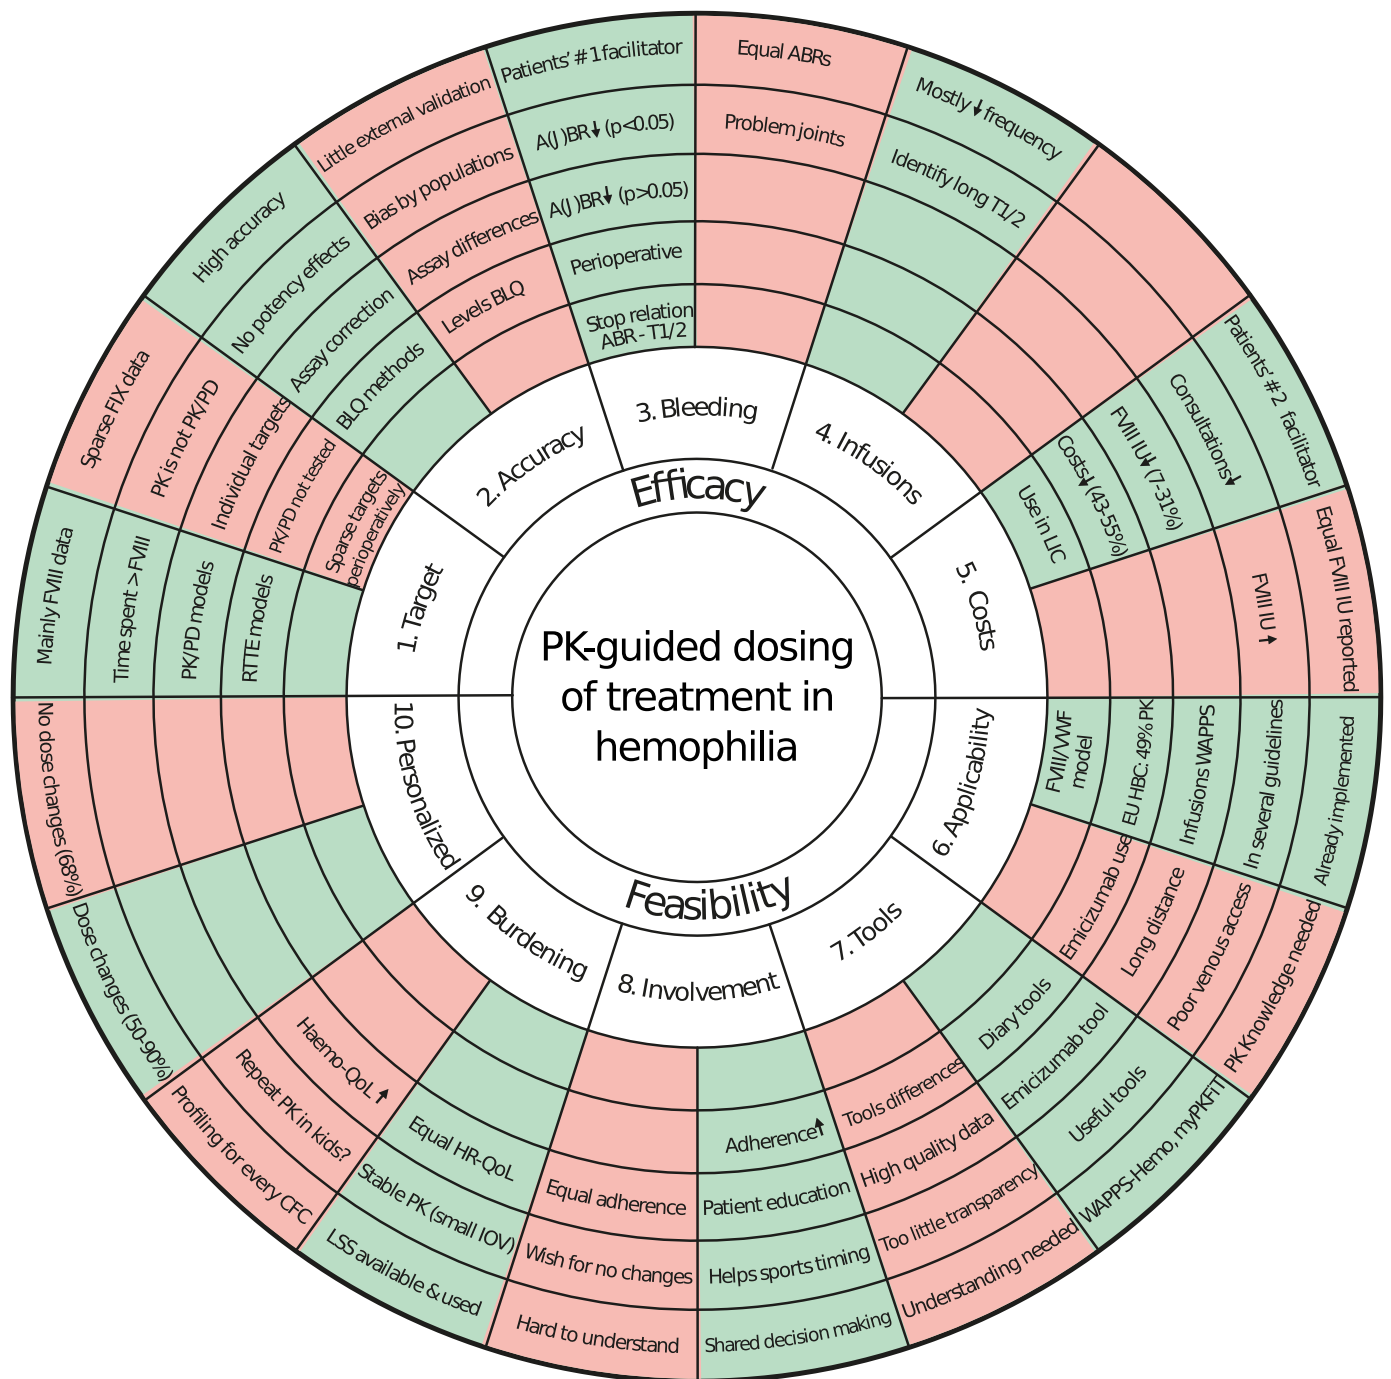 PK-guided dosing
of treatment in
hemophilia
Efficacy
Feasibility
1. Target
Mainly FVIII data
Time spent > FVIII
PK/PD models
RTTE models
Sparse FIX data
PK is not PK/PD
Individual targets
PK/PD not tested
Sparse targets
perioperatively
2. Accuracy
High accuracy
No potency effects
Assay correction
BLQ methods
Little external validation
Bias by populations
Assay differences
Levels BLQ
3. Bleeding
Patients' #1 facilitator
A(J)BR↓ (p<0.05)
A(J)BR↓ (p>0.05)
Perioperative
Stop relation
ABR - T1/2
Equal ABRs
Problem joints
4. Infusions
Mostly ↓ frequency
Identify long T1/2
5. Costs
Patients' #2 facilitator
Consultations↓
FVIII IU↓ (7-31%)
Costs↓ (43-55%)
Use in LIC
Equal FVIII IU reported
FVIII IU ↑
6. Applicability
FVIII/VWF
model
EU HBC: 49% PK
Infusions WAPPS
In several guidelines
Already implemented
Emicizumab use
Long distance
Poor venous access
PK Knowledge needed
7. Tools
Diary tools
Emicizumab tool
Useful tools
WAPPS-Hemo, myPKFiT
Tools differences
High quality data
Too little transparency
Understanding needed
8. Involvement
Adherence↑
Patient education
Helps sports timing
Shared decision making
Equal adherence
Wish for no changes
Hard to understand
9. Burdening
Equal HR-QoL
Stable PK (small IOV)
LSS available & used
Haemo-QoL ↑
Repeat PK in kids?
Profiling for every CFC
10. Personalized
Dose changes (50-90%)
No dose changes (68%)